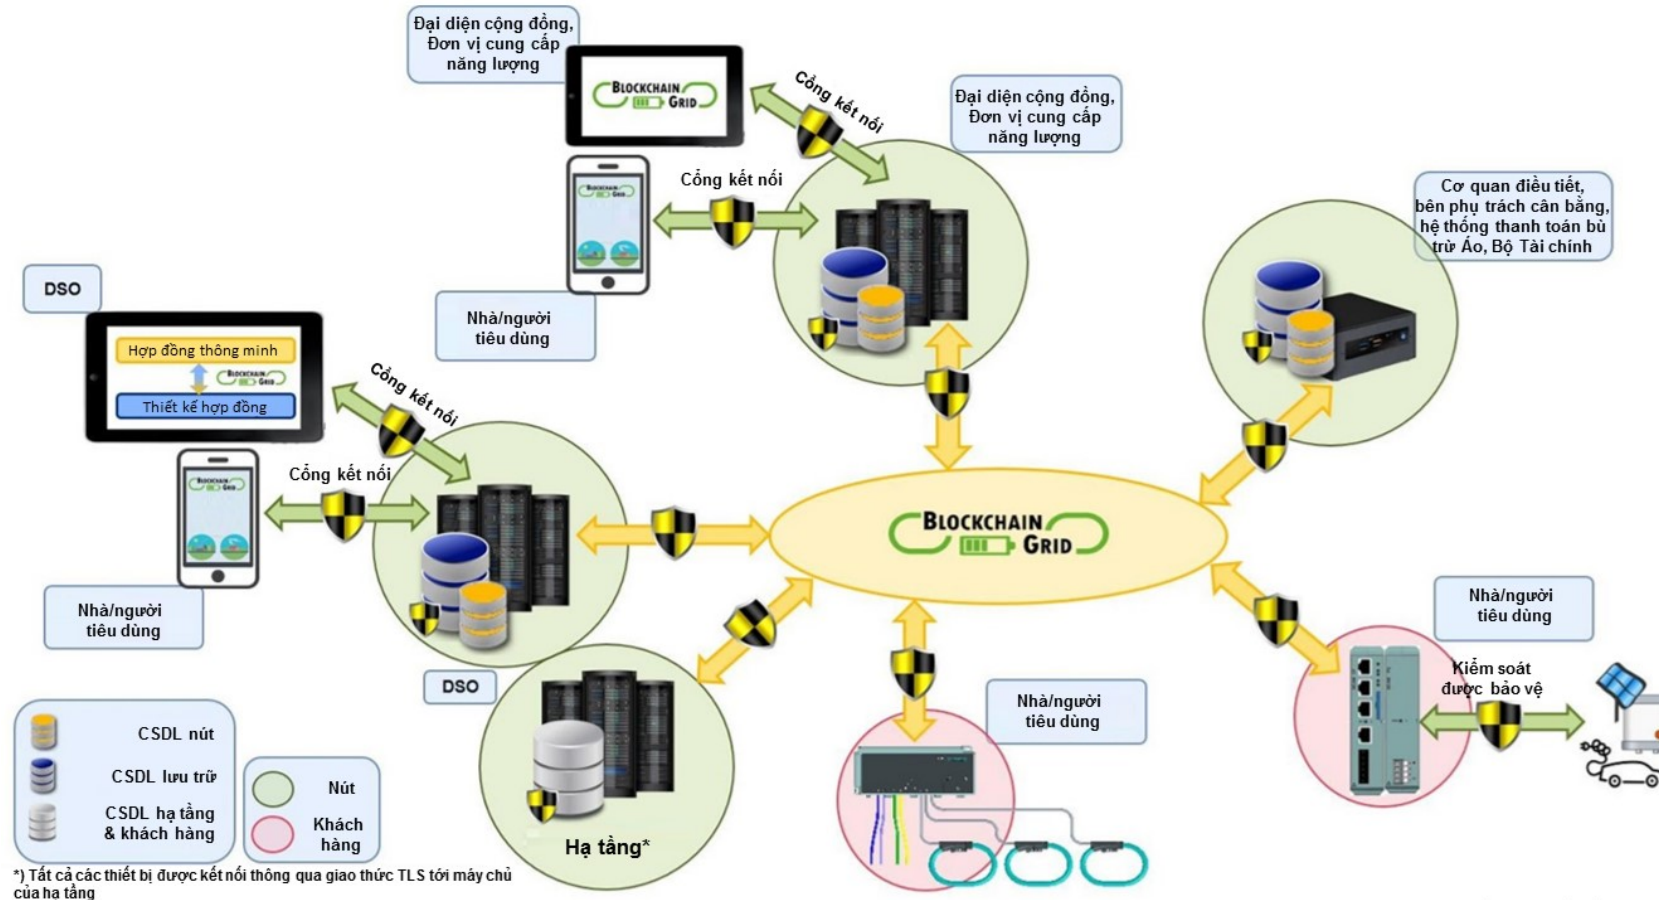 Đại diện cộng đồng,
Đơn vị cung cấp
năng lượng
BLOCKCHAIN
GRID
Cổng kết nối
Đại diện cộng đồng,
Đơn vị cung cấp
năng lượng
Cổng kết nối
BLOCKCHAIN
GRID
Nhà/người
tiêu dùng
Cơ quan điều tiết,
bên phụ trách cân bằng,
hệ thống thanh toán bù
trừ Áo, Bộ Tài chính
DSO
Hợp đồng thông minh
BLOCKCHAIN
GRID
Thiết kế hợp đồng
Cổng kết nối
Cổng kết nối
BLOCKCHAIN
GRID
Nhà/người
tiêu dùng
BLOCKCHAIN
GRID
DSO
Hạ tầng*
Nhà/người
tiêu dùng
Nhà/người
tiêu dùng
Kiểm soát
được bảo vệ
CSDL nút
CSDL lưu trữ
CSDL hạ tầng
& khách hàng
Nút
Khách
hàng
*) Tất cả các thiết bị được kết nối thông qua giao thức TLS tới máy chủ
của hạ tầng